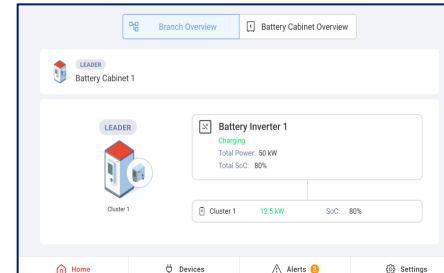 Branch Overview
Battery Cabinet Overview
LEADER
Battery Cabinet 1
LEADER
Cluster 1
Battery Inverter 1
Charging
Total Power: 50 kW
Total SoC: 80%
Cluster 1 12.5 kW SoC: 80%
Home Devices Alerts 3 Settings